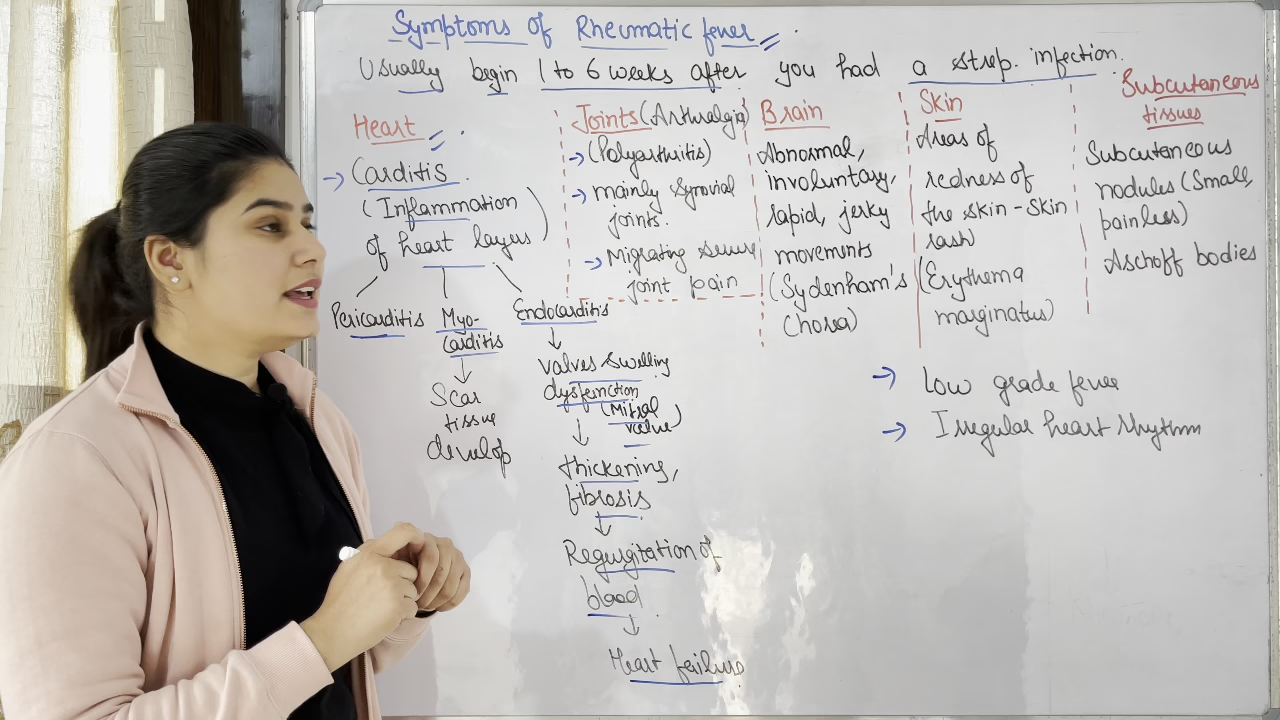 Symptoms of Rheumatic fever
Usually begin 1 to 6 weeks after you had a strep. infection.
Heart
→ Carditis
(Inflammation
of heart layers)
Pericarditis
Myo-
carditis
↓
Scar
tissue
develop
Endocarditis
↓
valves swelling
dysfunction
(Mitral
valve)
↓
thickening,
fibrosis
↓
Regurgitation of
blood
↓
Heart failure
Joints (Arthralgia)
→ (Polyarthritis)
→ mainly synovial
joints.
→ Migrating severe
joint pain
Brain
Abnormal,
involuntary,
rapid, jerky
movements
(Sydenham's
Chorea)
Skin
Areas of
redness of
the skin - skin
rash
(Erythema
marginatus)
Subcutaneous
tissues
Subcutaneous
nodules (small,
painless)
Aschoff bodies
→ Low grade fever
→ Irregular heart rhythm